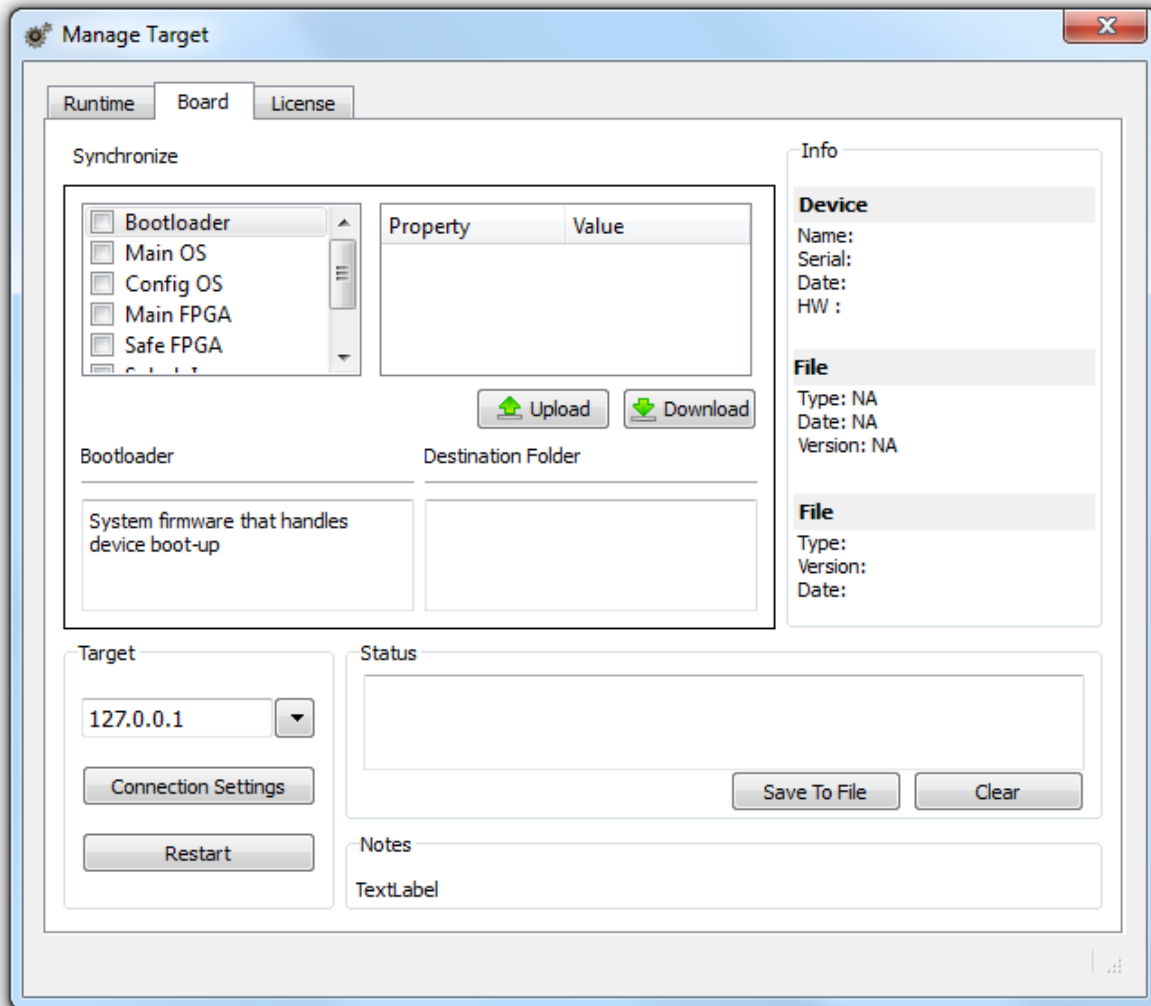 Manage Target
Runtime
Board
License
Synchronize
Bootloader
Main OS
Config OS
Main FPGA
Safe FPGA
Property
Value
Upload
Download
Bootloader
Destination Folder
System firmware that handles
device boot-up
Info
Device
Name:
Serial:
Date:
HW :
File
Type: NA
Date: NA
Version: NA
File
Type:
Version:
Date:
Target
127.0.0.1
Connection Settings
Restart
Status
Save To File
Clear
Notes
TextLabel